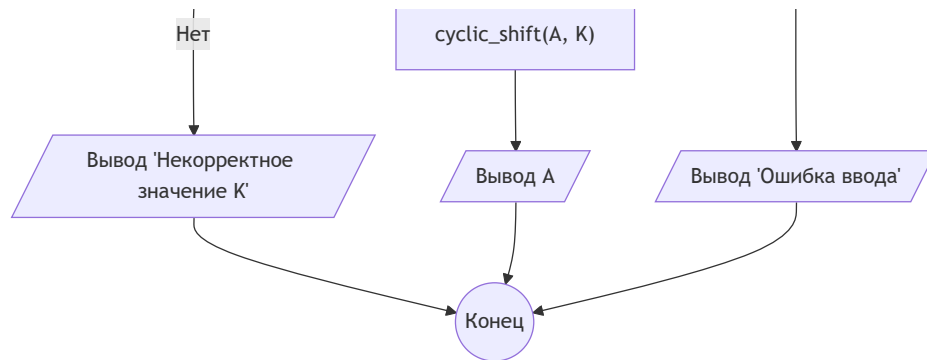 Нет
cyclic_shift(A, K)
Вывод 'Некорректное
значение K'
Вывод A
Вывод 'Ошибка ввода'
Конец